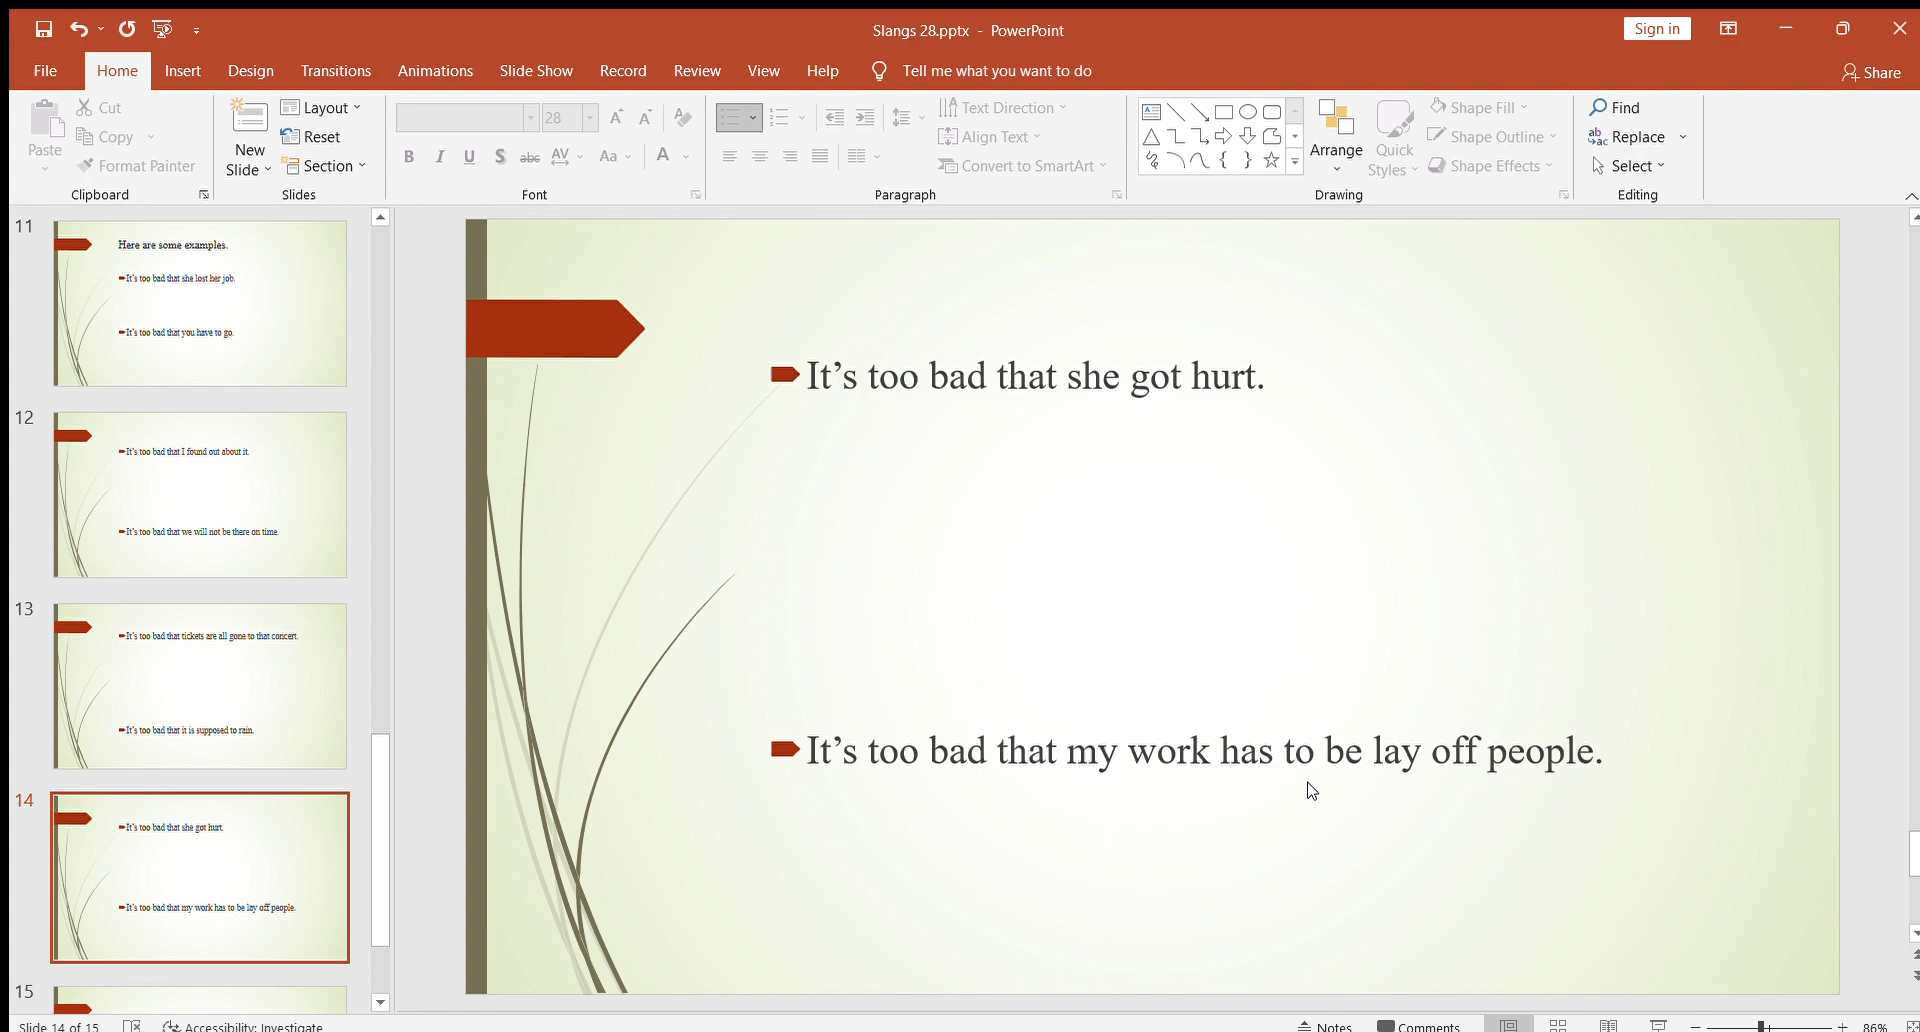 Slangs 28.pptx - PowerPoint
Sign in
File Home Insert Design Transitions Animations Slide Show Record Review View Help Tell me what you want to do
Share
Paste
Cut
Copy
Format Painter
Clipboard
New Slide
Layout
Reset
Section
Slides
28
B I U S abc AV Aa A
Font
Text Direction
Align Text
Convert to SmartArt
Paragraph
Arrange
Quick Styles
Shape Fill
Shape Outline
Shape Effects
Drawing
Find
Replace
Select
Editing
11
Here are some examples.
It's too bad that she lost her job.
It's too bad that you have to go.
12
It's too bad that I found out about it.
It's too bad that we will not be there on time.
13
It's too bad that tickets are all gone to that concert.
It's too bad that it is supposed to rain.
14
It's too bad that she got hurt.
It's too bad that my work has to be lay off people.
15
It’s too bad that she got hurt.
It’s too bad that my work has to be lay off people.
Slide 14 of 15
Accessibility: Investigate
Notes
Comments
86%